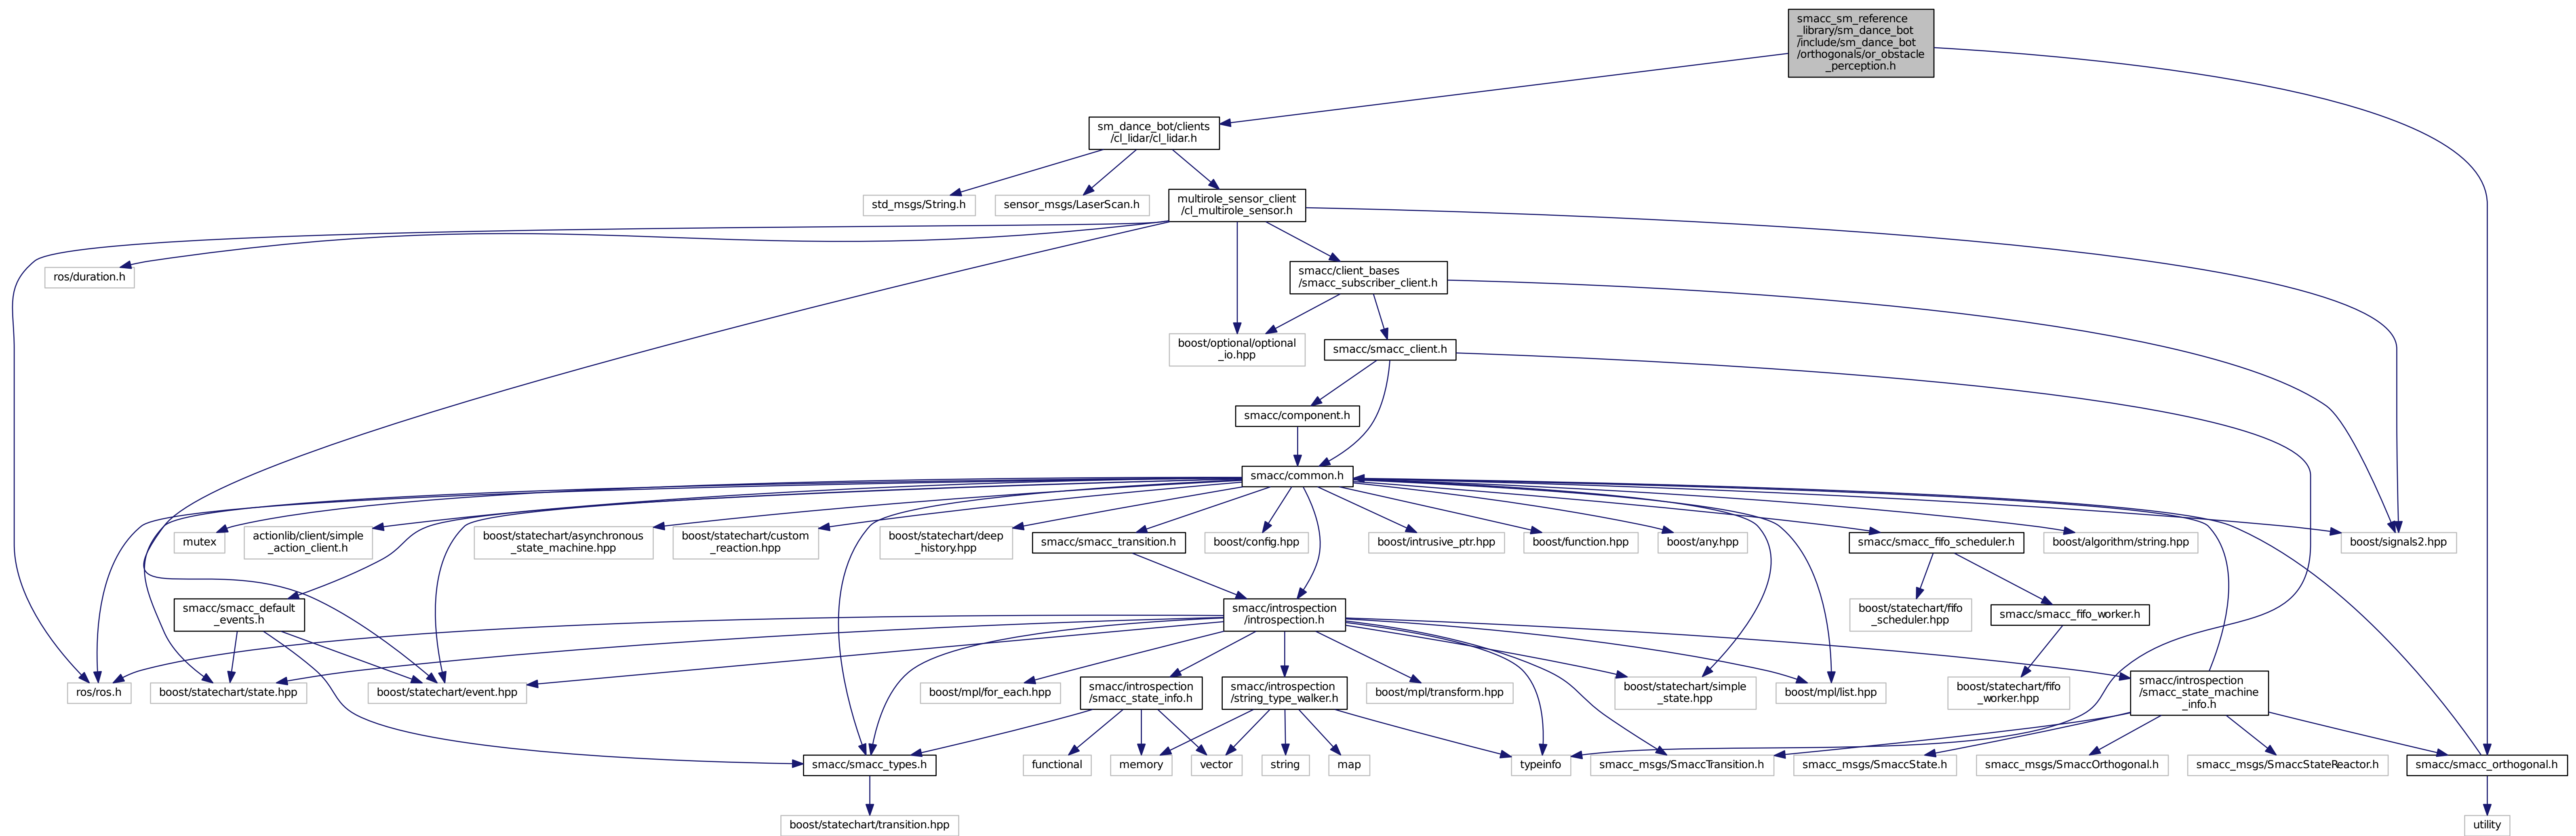 smacc_sm_reference
_library/sm_dance_bot
/include/sm_dance_bot
/orthogonals/or_obstacle
_perception.h
sm_dance_bot/clients
/cl_lidar/cl_lidar.h
std_msgs/String.h
sensor_msgs/LaserScan.h
multirole_sensor_client
/cl_multirole_sensor.h
ros/duration.h
smacc/client_bases
/smacc_subscriber_client.h
boost/optional/optional
_io.hpp
smacc/smacc_client.h
smacc/component.h
smacc/common.h
mutex
actionlib/client/simple
_action_client.h
boost/statechart/asynchronous
_state_machine.hpp
boost/statechart/custom
_reaction.hpp
boost/statechart/deep
_history.hpp
smacc/smacc_transition.h
boost/config.hpp
boost/intrusive_ptr.hpp
boost/function.hpp
boost/any.hpp
smacc/smacc_fifo_scheduler.h
boost/algorithm/string.hpp
boost/signals2.hpp
smacc/smacc_default
_events.h
smacc/introspection
/introspection.h
boost/statechart/fifo
_scheduler.hpp
smacc/smacc_fifo_worker.h
ros/ros.h
boost/statechart/state.hpp
boost/statechart/event.hpp
boost/mpl/for_each.hpp
smacc/introspection
/smacc_state_info.h
smacc/introspection
/string_type_walker.h
boost/mpl/transform.hpp
boost/statechart/simple
_state.hpp
boost/mpl/list.hpp
boost/statechart/fifo
_worker.hpp
smacc/introspection
/smacc_state_machine
_info.h
smacc/smacc_types.h
functional
memory
vector
string
map
typeinfo
smacc_msgs/SmaccTransition.h
smacc_msgs/SmaccState.h
smacc_msgs/SmaccOrthogonal.h
smacc_msgs/SmaccStateReactor.h
smacc/smacc_orthogonal.h
boost/statechart/transition.hpp
utility